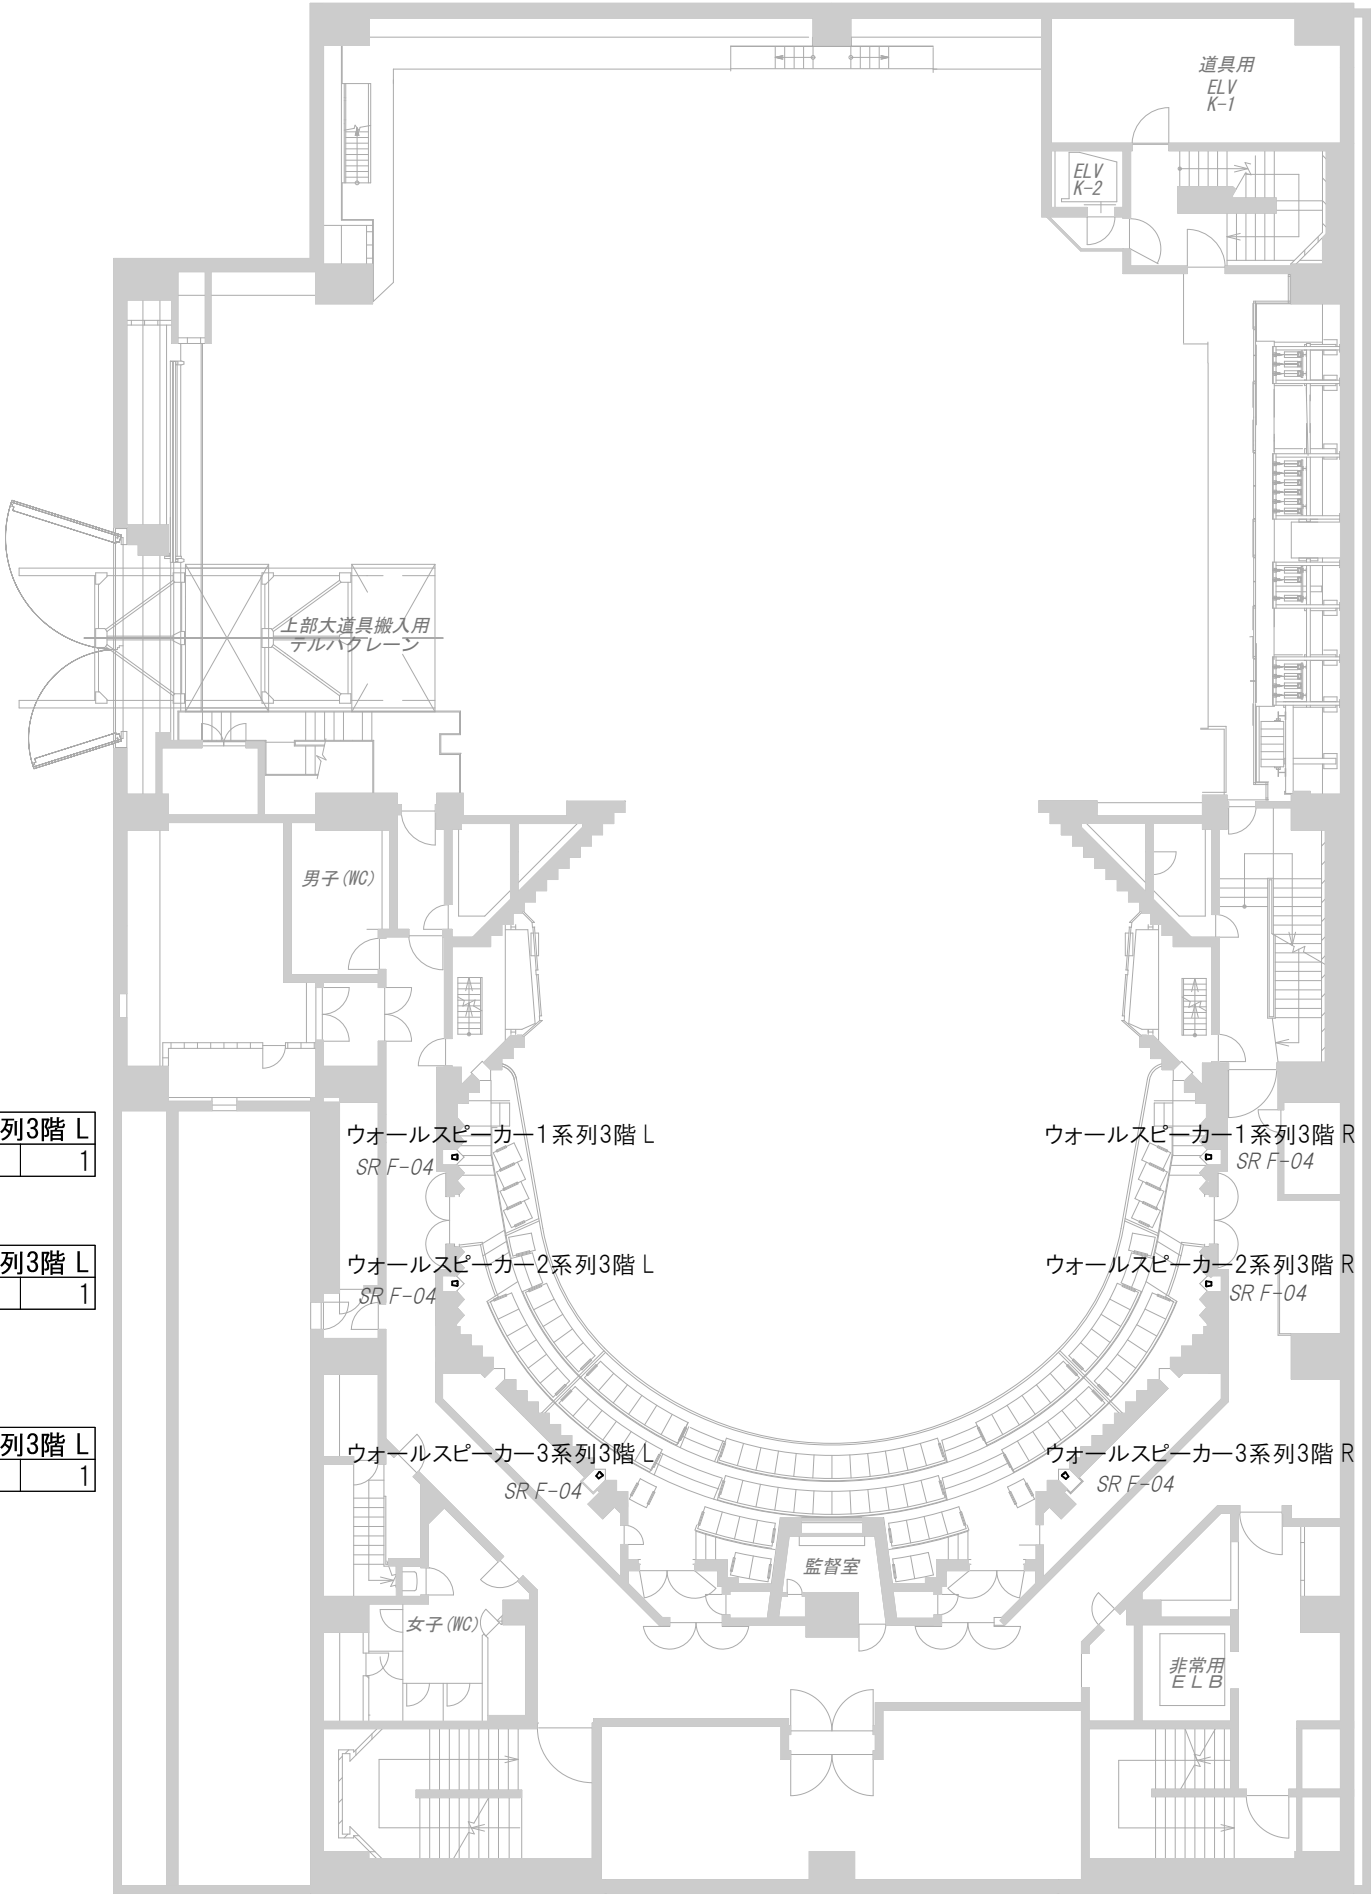 道具用
ELV
K-1
ELV
K-2
上部大道具搬入用
テルハクレーン
男子(WC)
列3階 L
1
ウォールスピーカー1系列3階 L
SR F-04
ウォールスピーカー1系列3階 R
SR F-04
列3階 L
1
ウォールスピーカー2系列3階 L
SR F-04
ウォールスピーカー2系列3階 R
SR F-04
列3階 L
1
ウォールスピーカー3系列3階 L
SR F-04
ウォールスピーカー3系列3階 R
SR F-04
監督室
女子(WC)
非常用
ELB